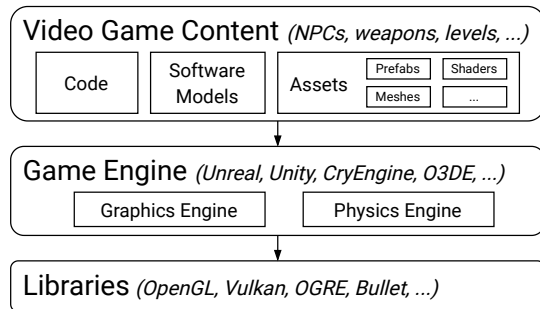 Video Game Content (NPCs, weapons, levels, ...)
Code
Software
Models
Assets
Prefabs
Shaders
Meshes
...
Game Engine (Unreal, Unity, CryEngine, O3DE, ...)
Graphics Engine
Physics Engine
Libraries (OpenGL, Vulkan, OGRE, Bullet, ...)